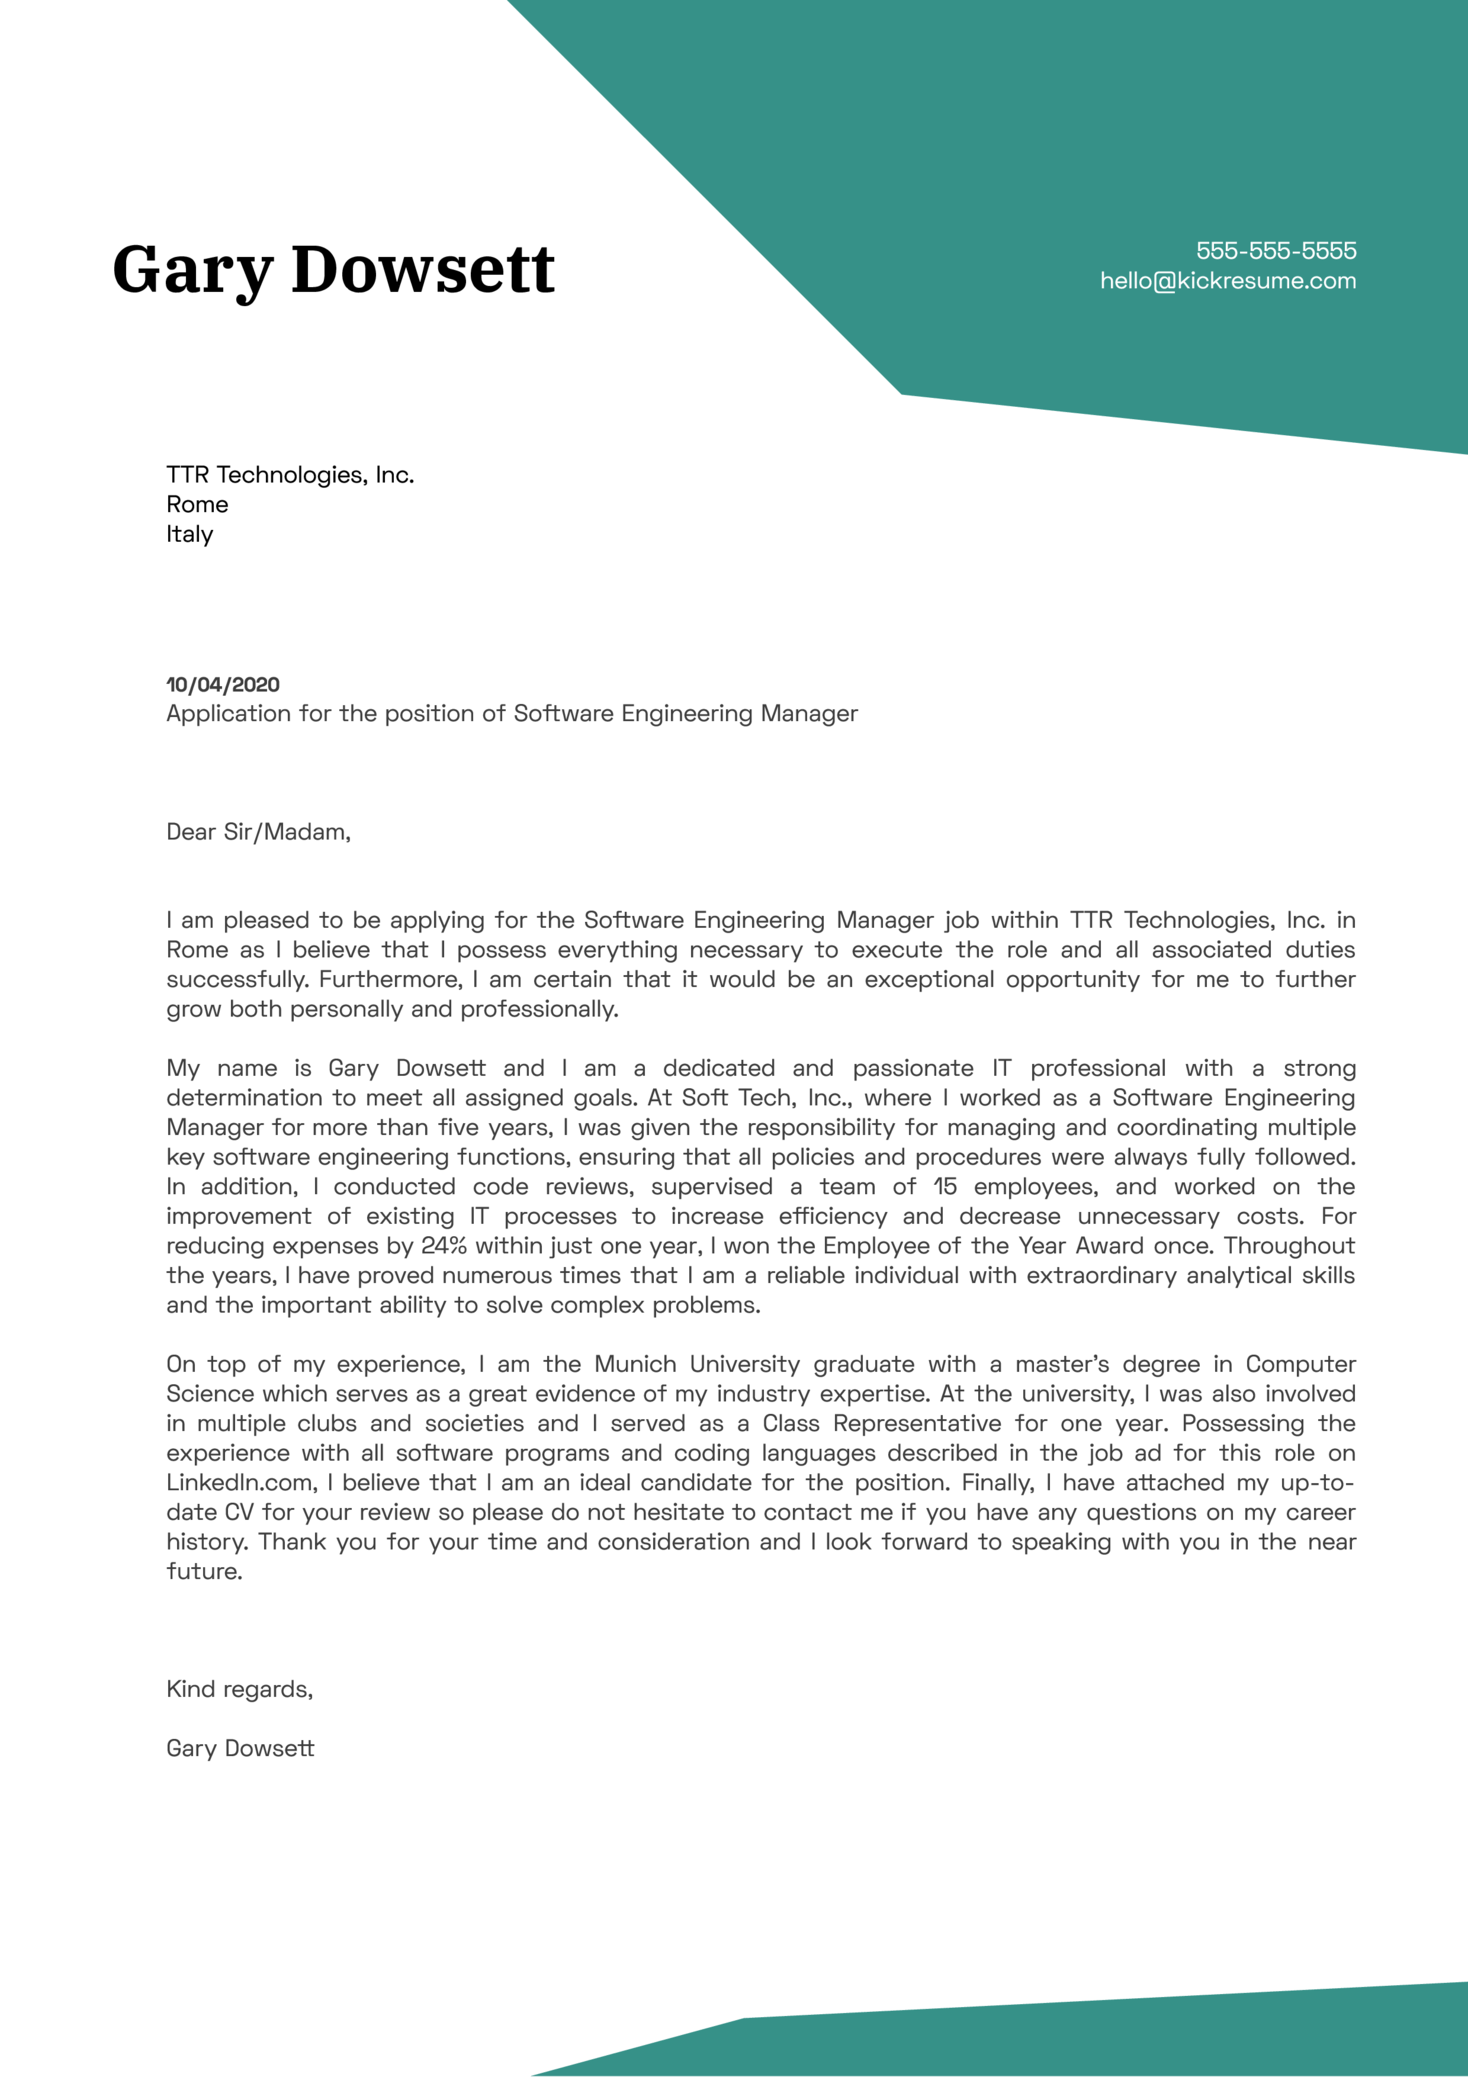 Gary Dowsett
555-555-5555
hello@kickresume.com
TTR Technologies, Inc.
Rome
Italy
10/04/2020
Application for the position of Software Engineering Manager
Dear Sir/Madam,
I am pleased to be applying for the Software Engineering Manager job within TTR Technologies, Inc. in
Rome as I believe that I possess everything necessary to execute the role and all associated duties
successfully. Furthermore, I am certain that it would be an exceptional opportunity for me to further
grow both personally and professionally.
My name is Gary Dowsett and I am a dedicated and passionate IT professional with a strong
determination to meet all assigned goals. At Soft Tech, Inc., where I worked as a Software Engineering
Manager for more than five years, I was given the responsibility for managing and coordinating multiple
key software engineering functions, ensuring that all policies and procedures were always fully followed.
In addition, I conducted code reviews, supervised a team of 15 employees, and worked on the
improvement of existing IT processes to increase efficiency and decrease unnecessary costs. For
reducing expenses by 24% within just one year, I won the Employee of the Year Award once. Throughout
the years, I have proved numerous times that I am a reliable individual with extraordinary analytical skills
and the important ability to solve complex problems.
On top of my experience, I am the Munich University graduate with a master's degree in Computer
Science which serves as a great evidence of my industry expertise. At the university, I was also involved
in multiple clubs and societies and I served as a Class Representative for one year. Possessing the
experience with all software programs and coding languages described in the job ad for this role on
LinkedIn.com, I believe that I am an ideal candidate for the position. Finally, I have attached my up-to-
date CV for your review so please do not hesitate to contact me if you have any questions on my career
history. Thank you for your time and consideration and I look forward to speaking with you in the near
future.
Kind regards,
Gary Dowsett